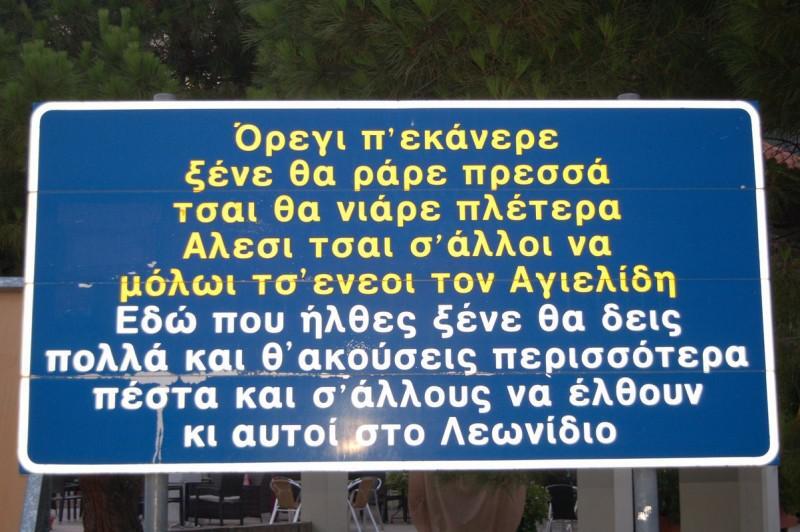 Όρεγι π'εκάνερε
ξένε θα ράρε πρεσσά
τσαι θα νιάρε πλέτερα
Αλεσι τσαι σ'άλλοι να
μόλωι τσ'ενεοι τον Αγιελίδη
Εδώ που ήλθες ξένε θα δεις
πολλά και θ'ακούσεις περισσότερα
πέστα και σ'άλλους να έλθουν
κι αυτοί στο Λεωνίδιο